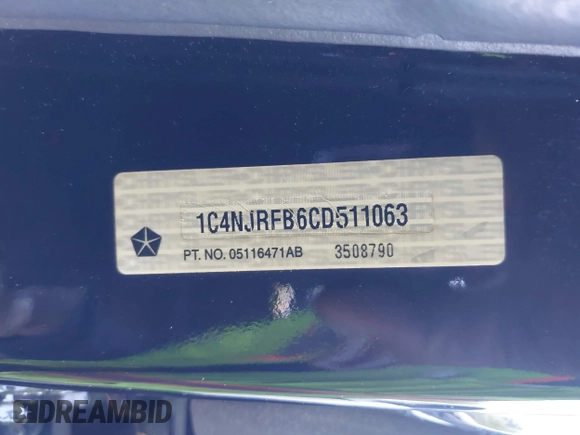 1C4NJRFB6CD511063
PT. NO. 05116471AB 3508790
DREAMBID